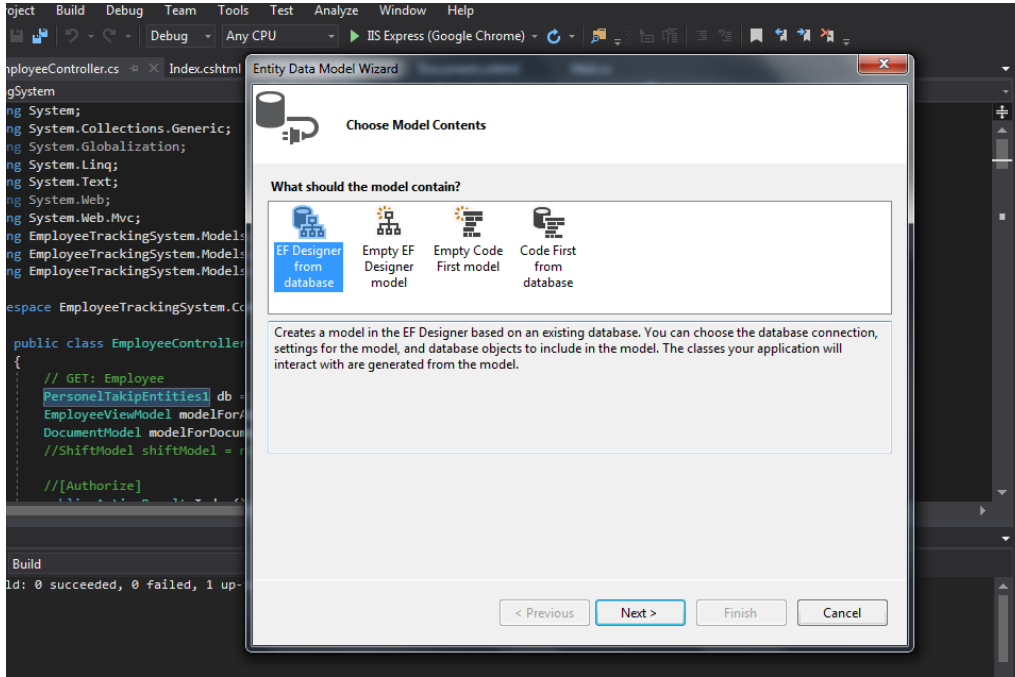 oject Build Debug Team Tools Test Analyze Window Help
Debug Any CPU IIS Express (Google Chrome)
nployeeController.cs Index.cshtml
gSystem
ng System;
ng System.Collections.Generic;
ng System.Globalization;
ng System.Linq;
ng System.Text;
ng System.Web;
ng System.Web.Mvc;
ng EmployeeTrackingSystem.Models
ng EmployeeTrackingSystem.Models
ng EmployeeTrackingSystem.Models
espace EmployeeTrackingSystem.Co
public class EmployeeController
{
// GET: Employee
PersonelTakipEntities1 db =
EmployeeViewModel modelForA
DocumentModel modelForDocum
//ShiftModel shiftModel = n
//[Authorize]
Build
ld: 0 succeeded, 0 failed, 1 up-
Entity Data Model Wizard
Choose Model Contents
What should the model contain?
EF Designer from database
Empty EF Designer model
Empty Code First model
Code First from database
Creates a model in the EF Designer based on an existing database. You can choose the database connection,
settings for the model, and database objects to include in the model. The classes your application will
interact with are generated from the model.
< Previous Next > Finish Cancel